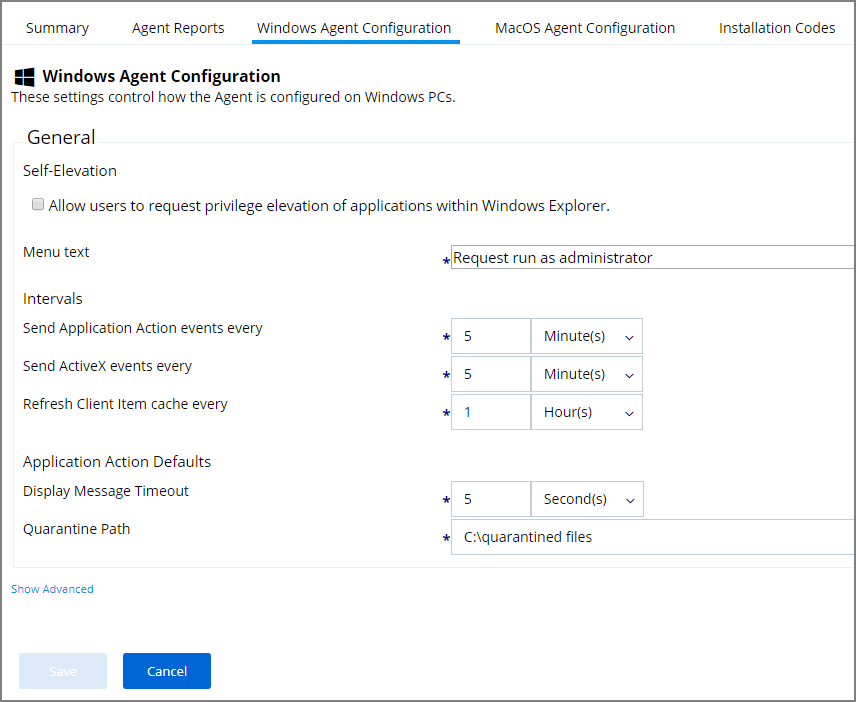 Summary Agent Reports Windows Agent Configuration MacOS Agent Configuration Installation Codes
Windows Agent Configuration
These settings control how the Agent is configured on Windows PCs.
General
Self-Elevation
Allow users to request privilege elevation of applications within Windows Explorer.
Menu text * Request run as administrator
Intervals
Send Application Action events every * 5 Minute(s)
Send ActiveX events every * 5 Minute(s)
Refresh Client Item cache every * 1 Hour(s)
Application Action Defaults
Display Message Timeout * 5 Second(s)
Quarantine Path * C:\quarantined files
Show Advanced
Save Cancel